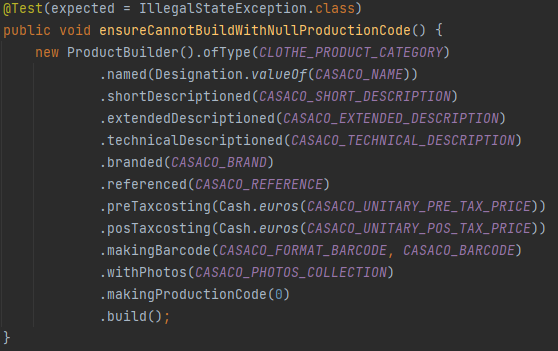 @Test(expected = IllegalStateException.class)
public void ensureCannotBuildWithNullProductionCode() {
    new ProductBuilder().ofType(CLOTHE_PRODUCT_CATEGORY)
            .named(Designation.valueOf(CASACO_NAME))
            .shortDescriptioned(CASACO_SHORT_DESCRIPTION)
            .extendedDescriptioned(CASACO_EXTENDED_DESCRIPTION)
            .technicalDescriptioned(CASACO_TECHNICAL_DESCRIPTION)
            .branded(CASACO_BRAND)
            .referenced(CASACO_REFERENCE)
            .preTaxcosting(Cash.euros(CASACO_UNITARY_PRE_TAX_PRICE))
            .posTaxcosting(Cash.euros(CASACO_UNITARY_POS_TAX_PRICE))
            .makingBarcode(CASACO_FORMAT_BARCODE, CASACO_BARCODE)
            .withPhotos(CASACO_PHOTOS_COLLECTION)
            .makingProductionCode(0)
            .build();
}